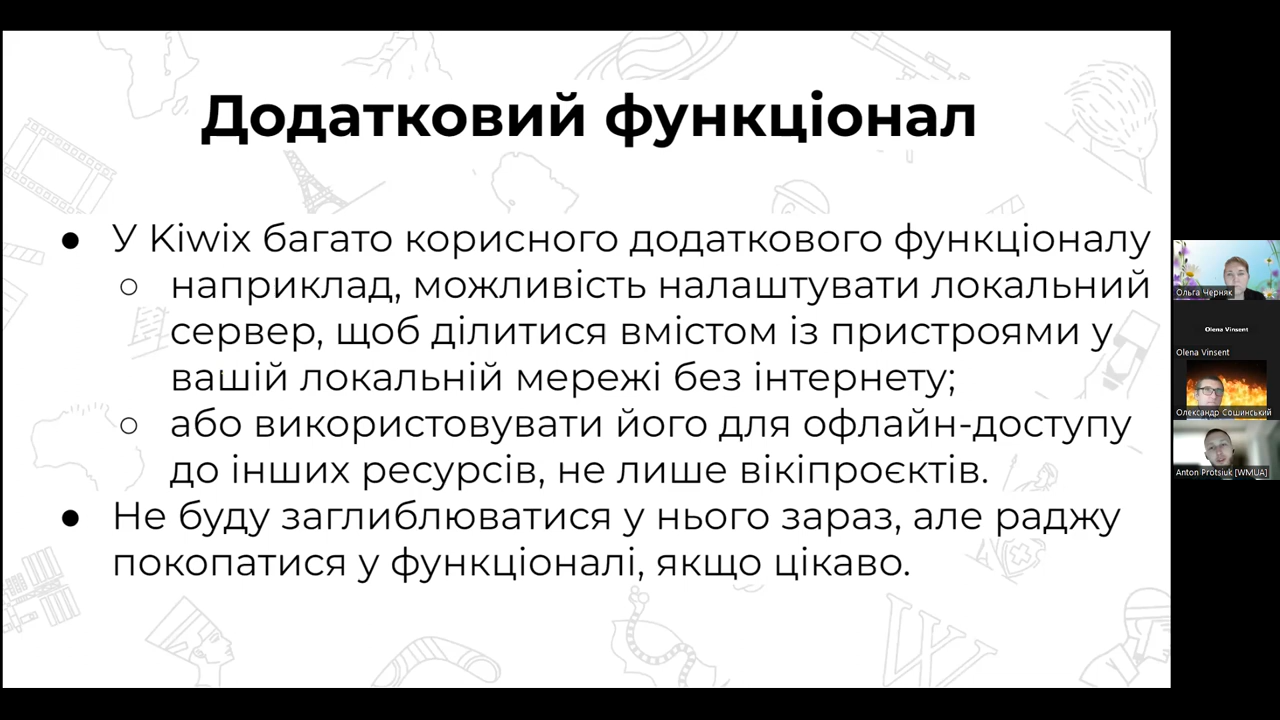 Додатковий функціонал
● У Kiwix багато корисного додаткового функціоналу
○ наприклад, можливість налаштувати локальний
сервер, щоб ділитися вмістом із пристроями у
вашій локальній мережі без інтернету;
○ або використовувати його для офлайн-доступу
до інших ресурсів, не лише вікіпроєктів.
● Не буду заглиблюватися у нього зараз, але раджу
покопатися у функціоналі, якщо цікаво.
Ольга Черняк
Olena Vinsent
Olena Vinsent
Олександр Сошинський
Anton Protsiuk [WMUA]